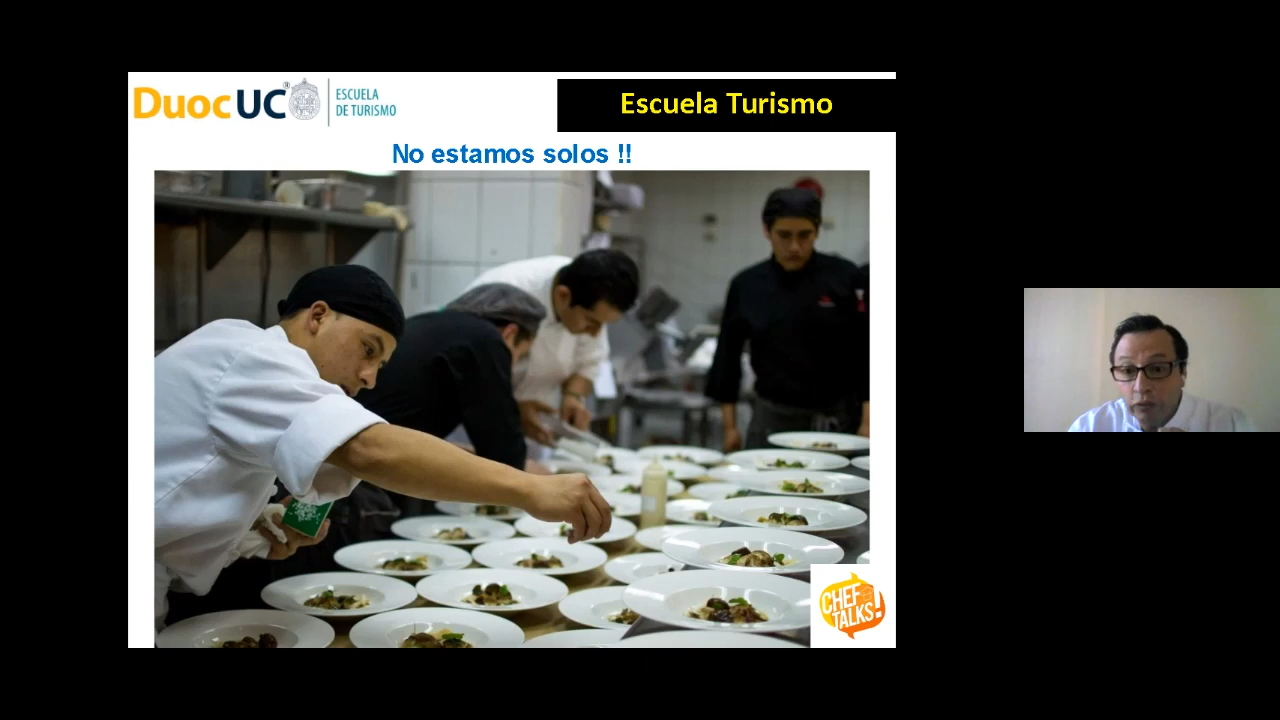 DuocUC®
ESCUELA
DE TURISMO
Escuela Turismo
No estamos solos !!
CHEF
TALKS!